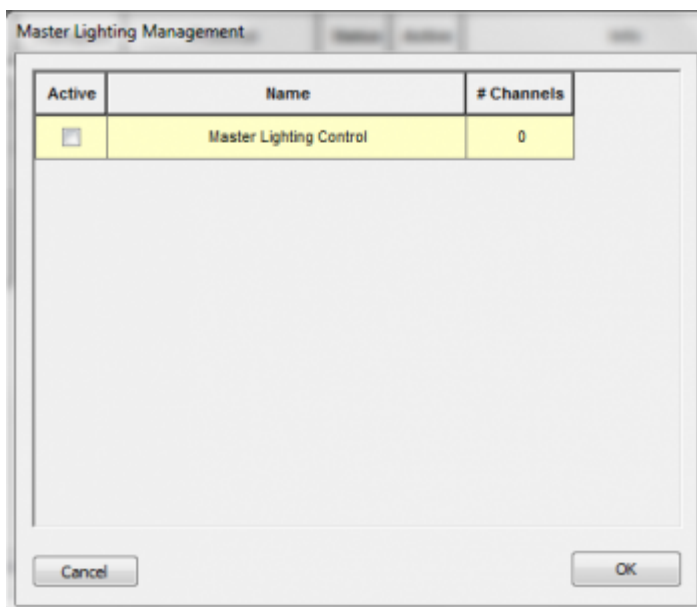 Master Lighting Management
Active Name # Channels
Master Lighting Control 0
Cancel OK